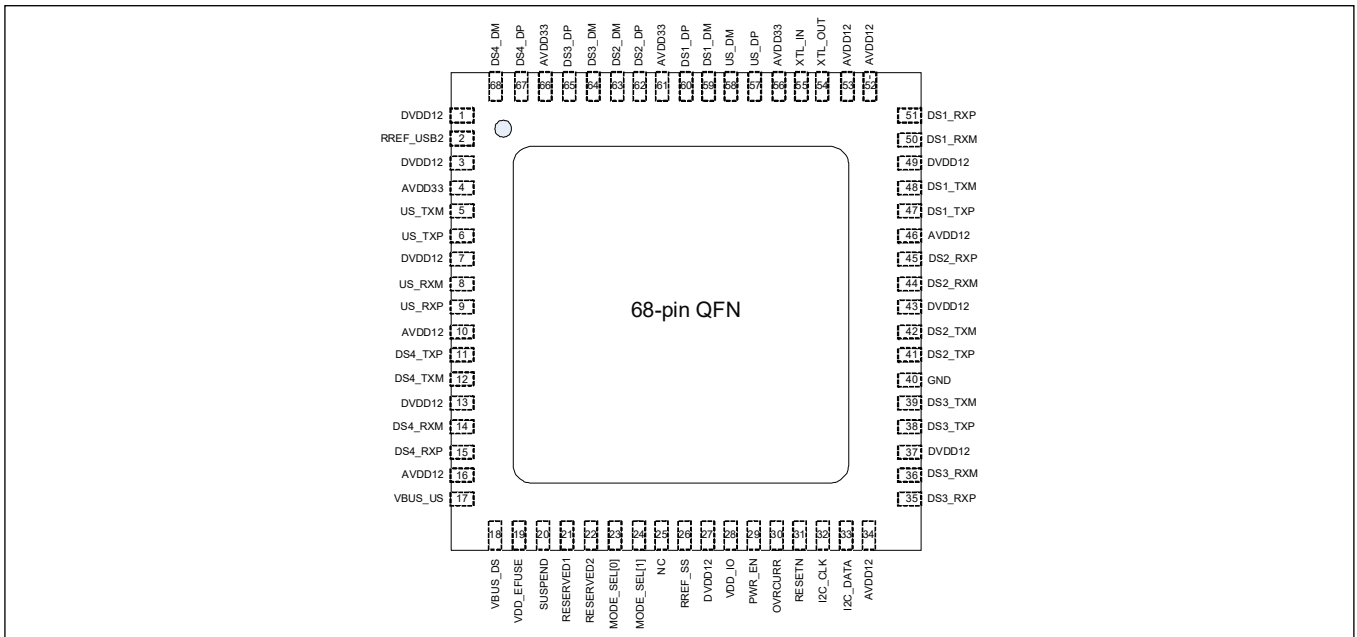 DS4_DM
DS4_DP
AVDD33
DS3_DP
DS3_DM
DS2_DM
DS2_DP
AVDD33
DS1_DP
DS1_DM
US_DM
US_DP
AVDD33
XTL_IN
XTL_OUT
AVDD12
AVDD12
68
67
66
65
64
63
62
61
60
59
58
57
56
55
54
53
52
DVDD12 1
RREF_USB2 2
DVDD12 3
AVDD33 4
US_TXM 5
US_TXP 6
DVDD12 7
US_RXM 8
US_RXP 9
AVDD12 10
DS4_TXP 11
DS4_TXM 12
DVDD12 13
DS4_RXM 14
DS4_RXP 15
AVDD12 16
VBUS_US 17
68-pin QFN
51 DS1_RXP
50 DS1_RXM
49 DVDD12
48 DS1_TXM
47 DS1_TXP
46 AVDD12
45 DS2_RXP
44 DS2_RXM
43 DVDD12
42 DS2_TXM
41 DS2_TXP
40 GND
39 DS3_TXM
38 DS3_TXP
37 DVDD12
36 DS3_RXM
35 DS3_RXP
18
19
20
21
22
23
24
25
26
27
28
29
30
31
32
33
34
VBUS_DS
VDD_EFUSE
SUSPEND
RESERVED1
RESERVED2
MODE_SEL[0]
MODE_SEL[1]
NC
RREF_SS
DVDD12
VDD_IO
PWR_EN
OVRCURR
RESETN
I2C_CLK
I2C_DATA
AVDD12